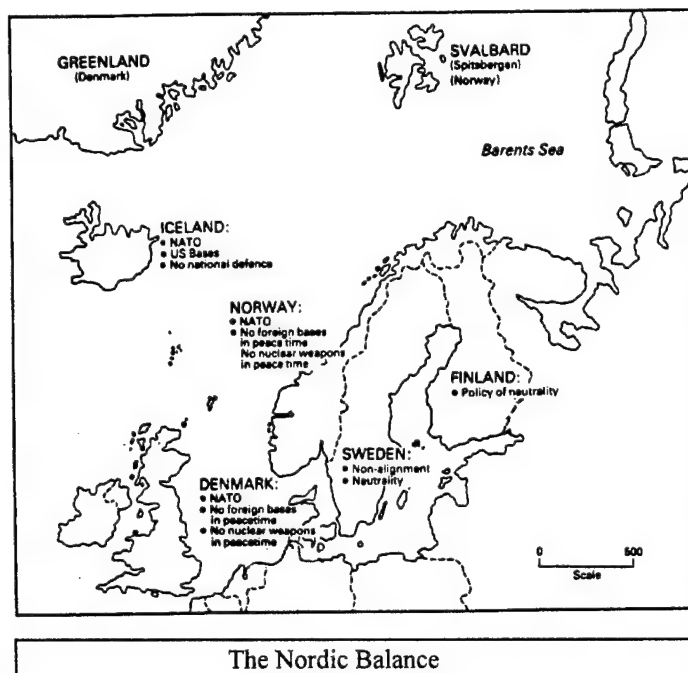 GREENLAND
(Denmark)
SVALBARD
(Spitsbergen)
(Norway)
Barents Sea
ICELAND:
• NATO
• US Bases
• No national defence
NORWAY:
• NATO
• No foreign bases
in peace time
No nuclear weapons
in peace time
FINLAND:
• Policy of neutrality
SWEDEN:
• Non-alignment
• Neutrality
DENMARK:
• NATO
• No foreign bases
in peacetime
• No nuclear weapons
in peacetime
0 500
Scale
The Nordic Balance